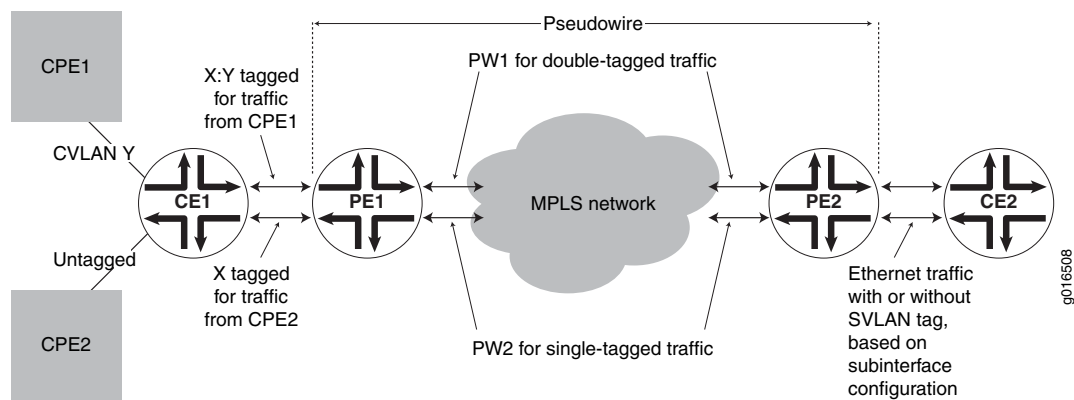 Pseudowire
CPE1
X:Y tagged
for traffic
from CPE1
PW1 for double-tagged traffic
CVLAN Y
CE1
PE1
MPLS network
PE2
CE2
Untagged
X tagged
for traffic
from CPE2
CPE2
PW2 for single-tagged traffic
Ethernet traffic
with or without
SVLAN tag,
based on
subinterface
configuration
g016508